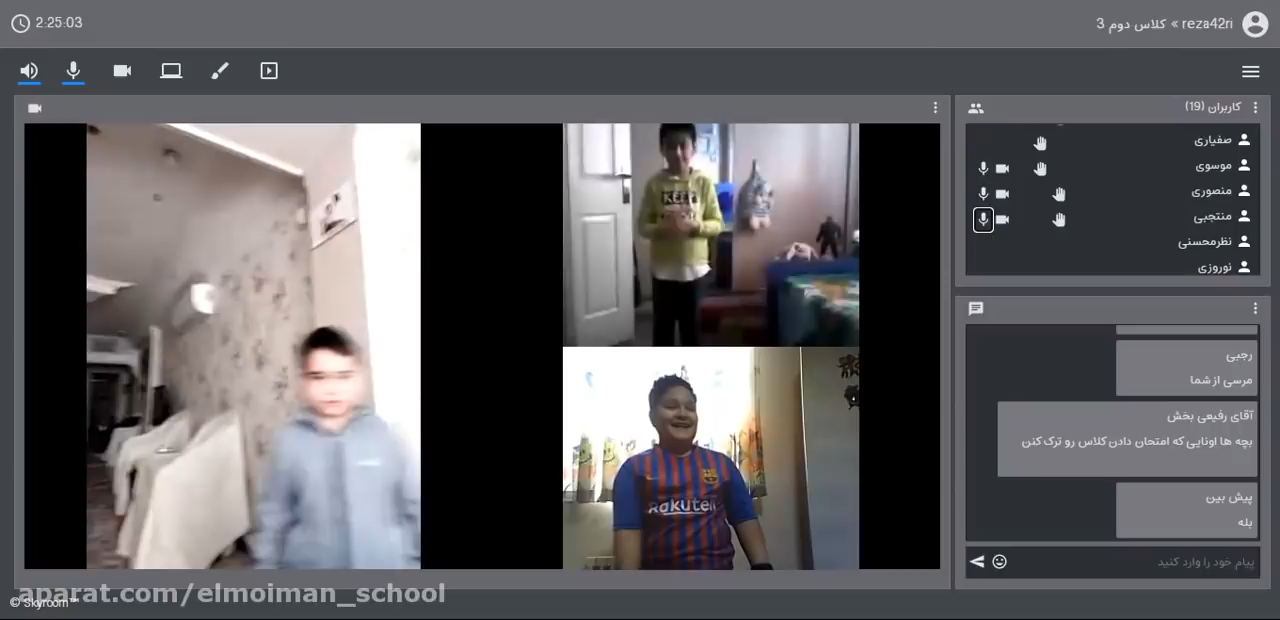 2:25:03
reza42ri » کلاس دوم 3
کاربران (19)
صفیاری
موسوی
منصوری
منتجبی
نظرمحسنی
نوروزی
KEEP
Rakuten
رجبی
مرسی از شما
آقای رفیعی بخش
بچه ها اونایی که امتحان دادن کلاس رو ترک کنن
پیش بین
بله
پیام خود را وارد کنید
aparat.com/elmoiman_school
© Skyroom™